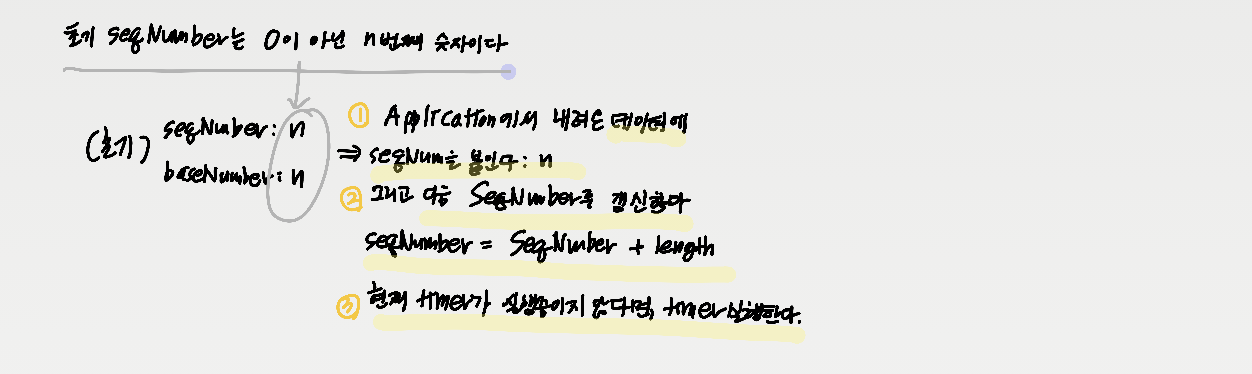 초기 seqNumber는 0이 아닌 n번째 숫자이다
(초기) seqNumber: n
baseNumber: n
① Application에서 내려온 데이터에
⇒ seqNum을 붙인다: n
② 그리고 다음 SeqNumber를 갱신한다
seqNumber = SeqNumber + length
③ 현재 timer가 실행중이지 않다면, timer실행한다.